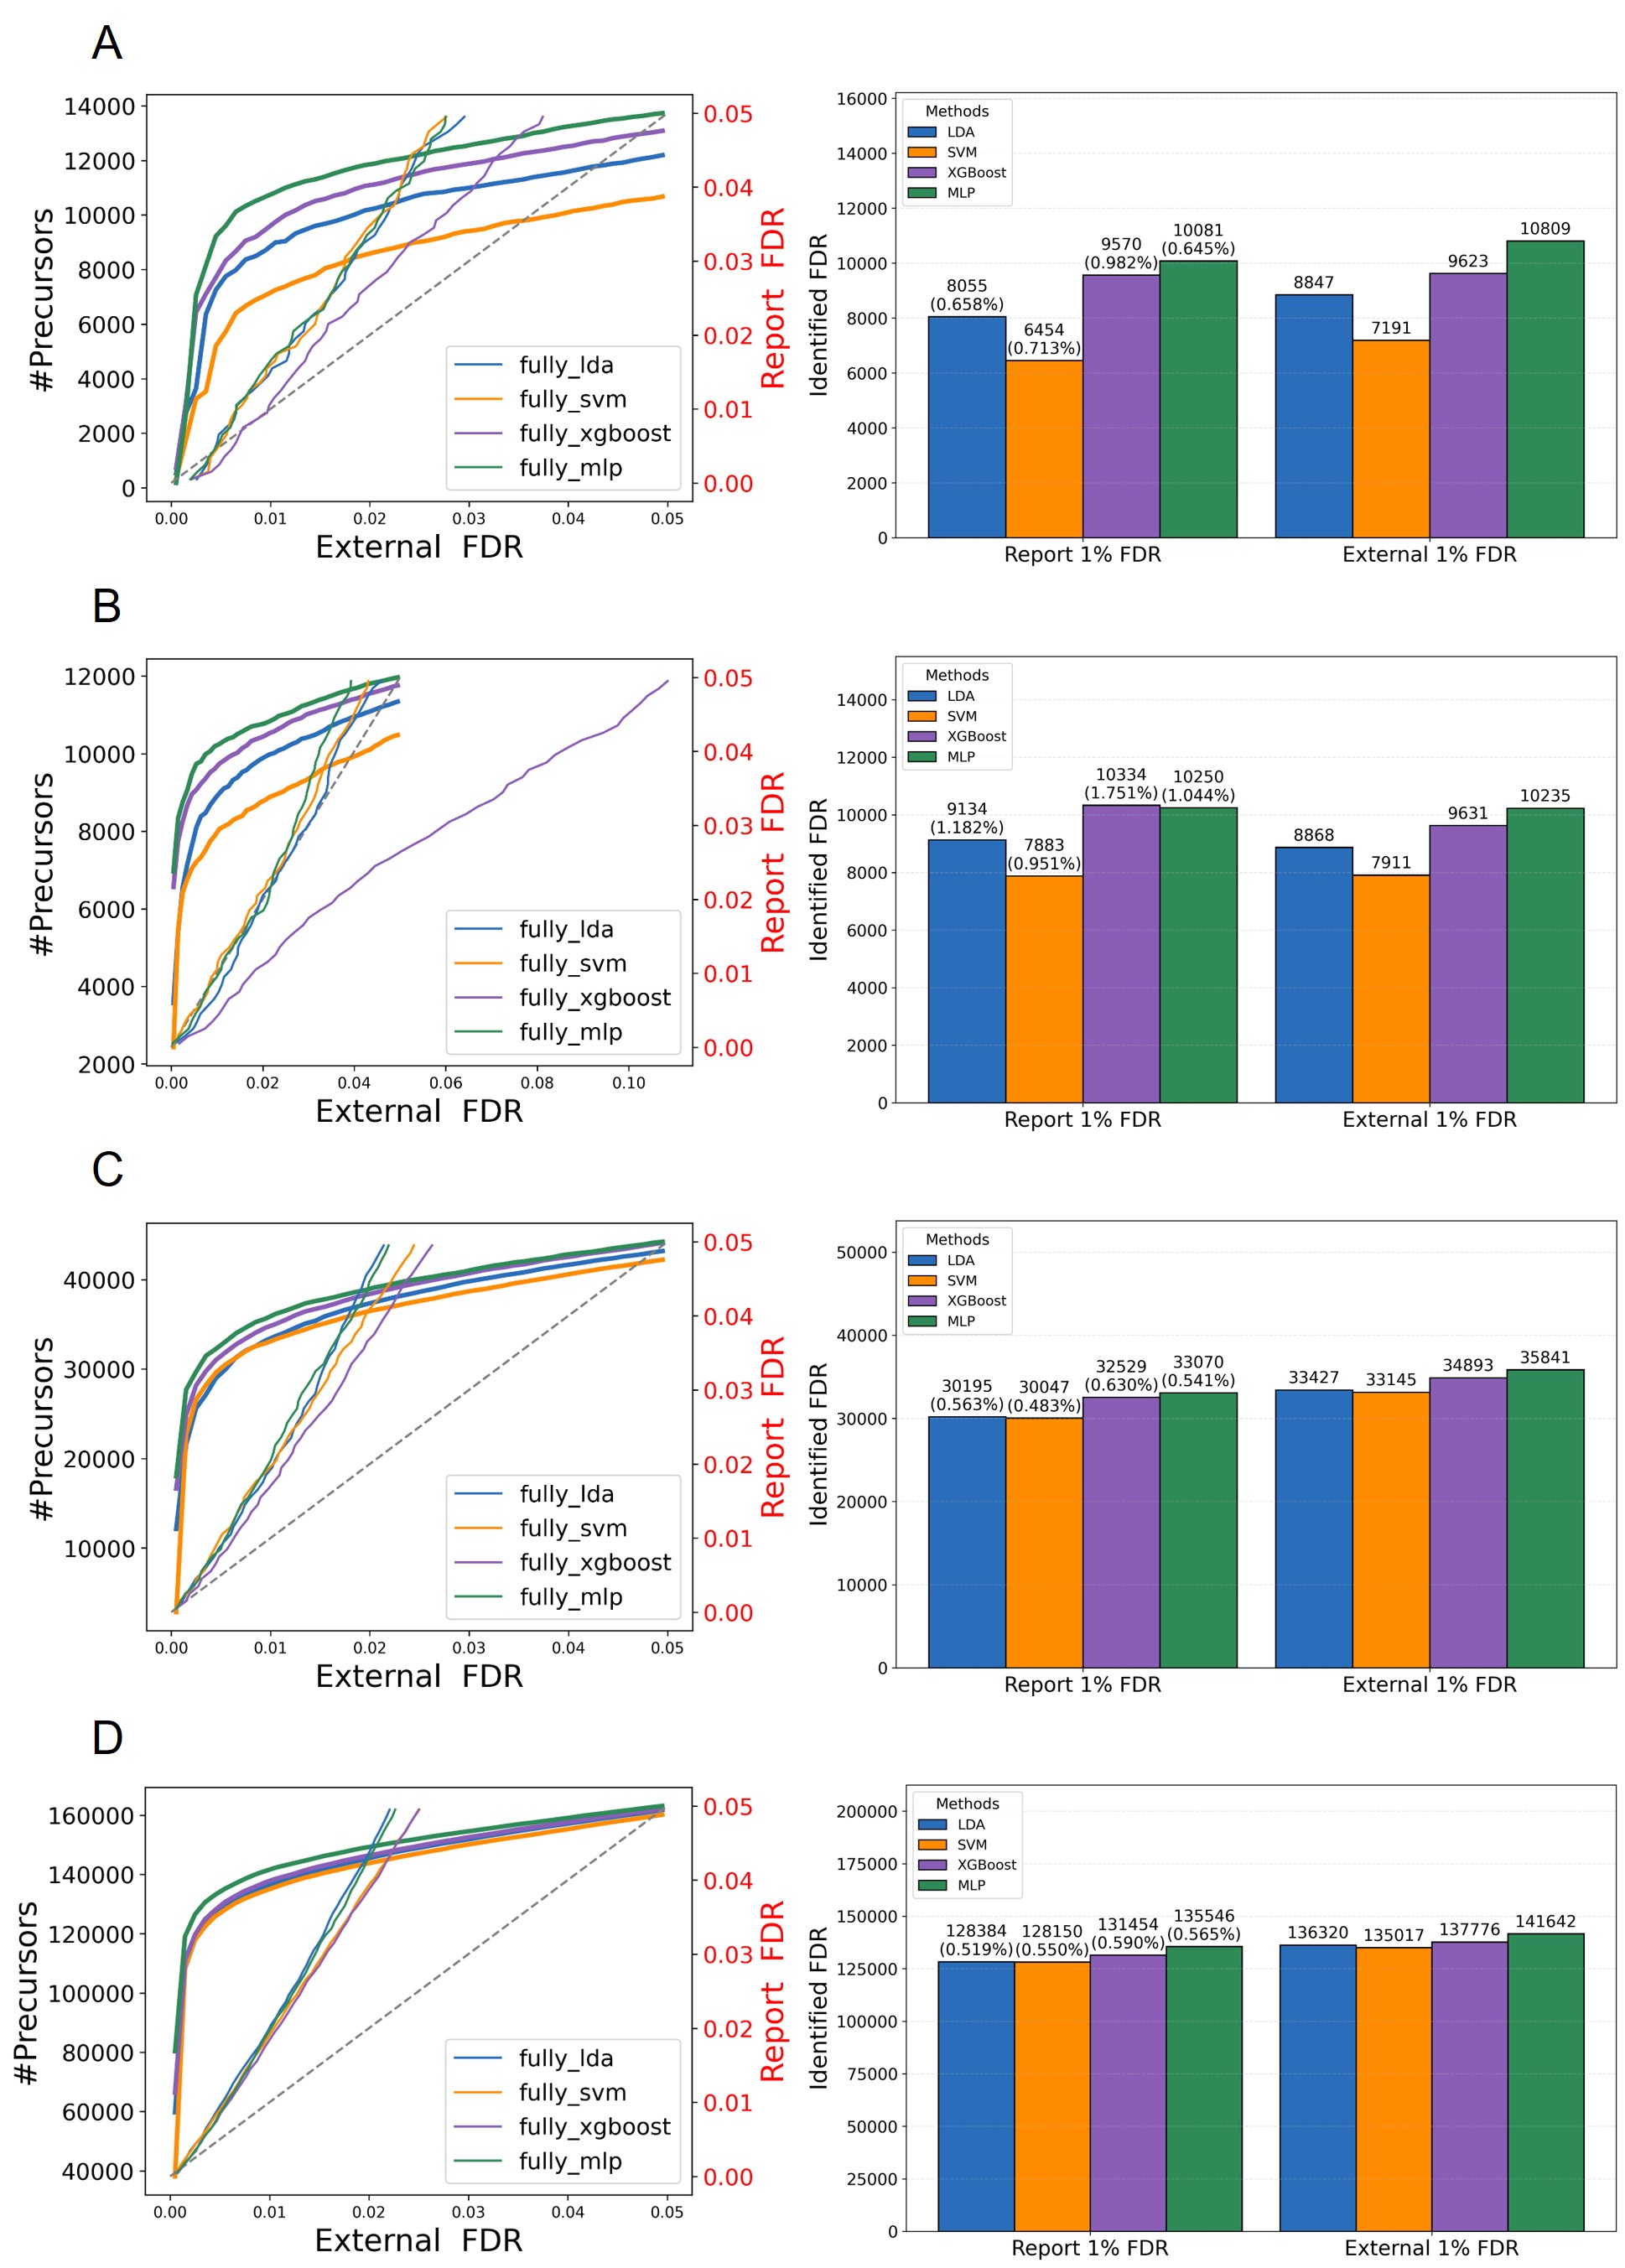 A
14000
12000
10000
8000
6000
4000
2000
0
#Precursors
0.00
0.01
0.02
0.03
0.04
0.05
External FDR
0.05
0.04
0.03
0.02
0.01
0.00
Report FDR
fully_lda
fully_svm
fully_xgboost
fully_mlp
16000
14000
12000
10000
8000
6000
4000
2000
0
Identified FDR
Methods
LDA
SVM
XGBoost
MLP
8055
(0.658%)
6454
(0.713%)
9570
(0.982%)
10081
(0.645%)
8847
7191
9623
10809
Report 1% FDR
External 1% FDR
B
12000
10000
8000
6000
4000
2000
#Precursors
0.00
0.02
0.04
0.06
0.08
0.10
External FDR
0.05
0.04
0.03
0.02
0.01
0.00
Report FDR
fully_lda
fully_svm
fully_xgboost
fully_mlp
14000
12000
10000
8000
6000
4000
2000
0
Identified FDR
Methods
LDA
SVM
XGBoost
MLP
9134
(1.182%)
7883
(0.951%)
10334
(1.751%)
10250
(1.044%)
8868
7911
9631
10235
Report 1% FDR
External 1% FDR
C
40000
30000
20000
10000
#Precursors
0.00
0.01
0.02
0.03
0.04
0.05
External FDR
0.05
0.04
0.03
0.02
0.01
0.00
Report FDR
fully_lda
fully_svm
fully_xgboost
fully_mlp
50000
40000
30000
20000
10000
0
Identified FDR
Methods
LDA
SVM
XGBoost
MLP
30195
(0.563%)
30047
(0.483%)
32529
(0.630%)
33070
(0.541%)
33427
33145
34893
35841
Report 1% FDR
External 1% FDR
D
160000
140000
120000
100000
80000
60000
40000
#Precursors
0.00
0.01
0.02
0.03
0.04
0.05
External FDR
0.05
0.04
0.03
0.02
0.01
0.00
Report FDR
fully_lda
fully_svm
fully_xgboost
fully_mlp
200000
175000
150000
125000
100000
75000
50000
25000
0
Identified FDR
Methods
LDA
SVM
XGBoost
MLP
128384
(0.519%)
128150
(0.550%)
131454
(0.590%)
135546
(0.565%)
136320
135017
137776
141642
Report 1% FDR
External 1% FDR